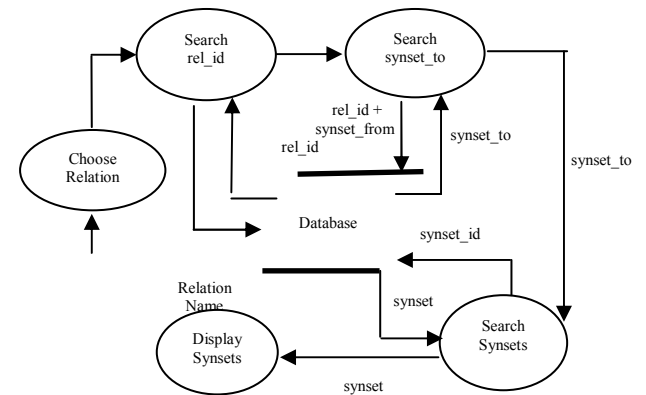 Search
rel_id
Search
synset_to
rel_id +
synset_from
rel_id
synset_to
Choose
Relation
synset_to
Database
synset_id
Relation
Name
synset
Search
Synsets
Display
Synsets
synset